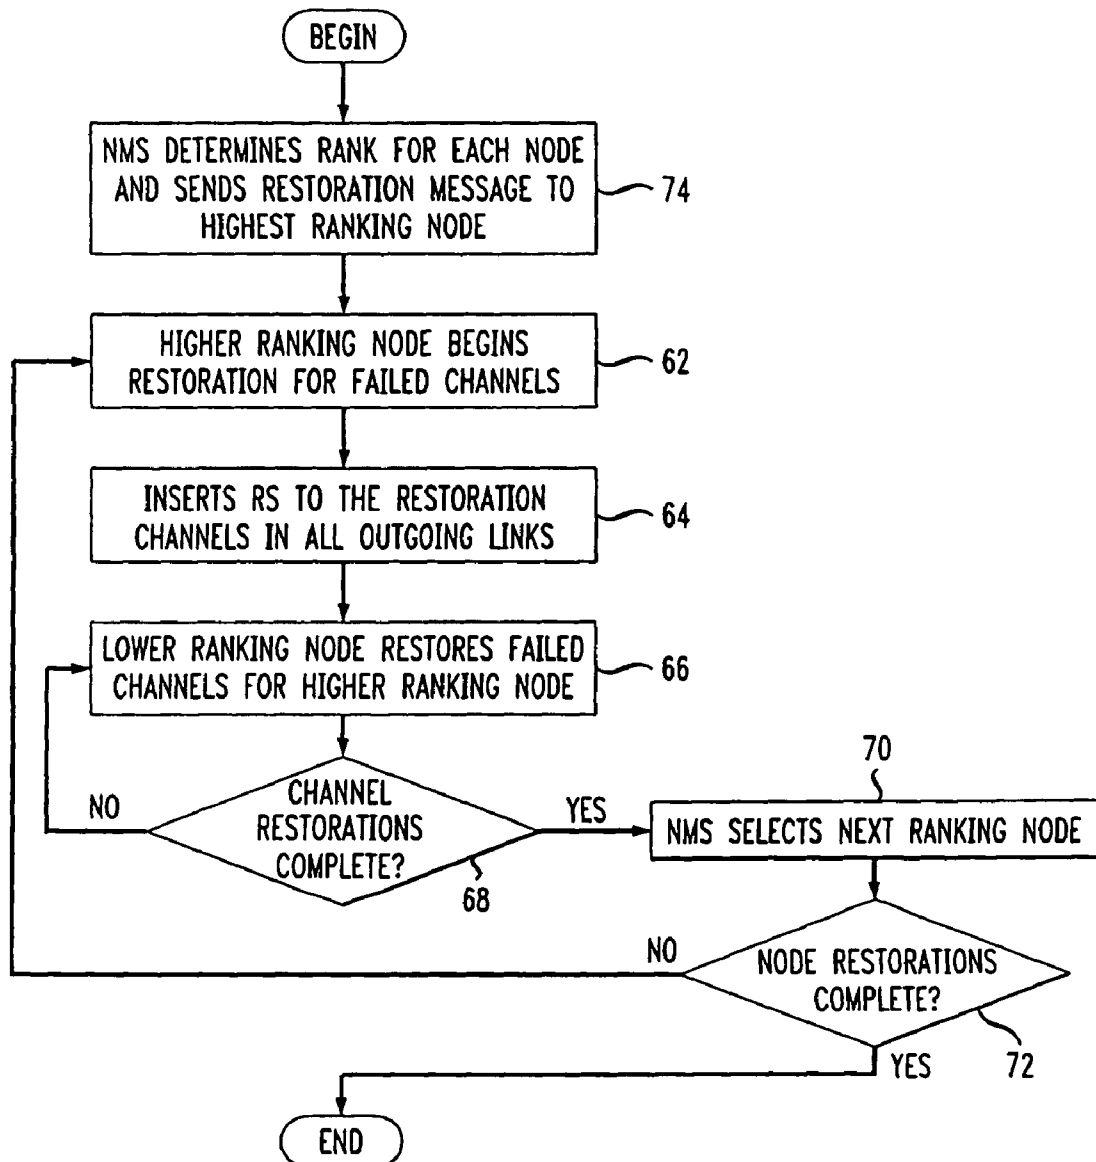 BEGIN
NMS DETERMINES RANK FOR EACH NODE
AND SENDS RESTORATION MESSAGE TO
HIGHEST RANKING NODE
74
HIGHER RANKING NODE BEGINS
RESTORATION FOR FAILED CHANNELS
62
INSERTS RS TO THE RESTORATION
CHANNELS IN ALL OUTGOING LINKS
64
LOWER RANKING NODE RESTORES FAILED
CHANNELS FOR HIGHER RANKING NODE
66
CHANNEL
RESTORATIONS
COMPLETE?
68
NO
YES
70
NMS SELECTS NEXT RANKING NODE
NODE RESTORATIONS
COMPLETE?
72
NO
YES
END